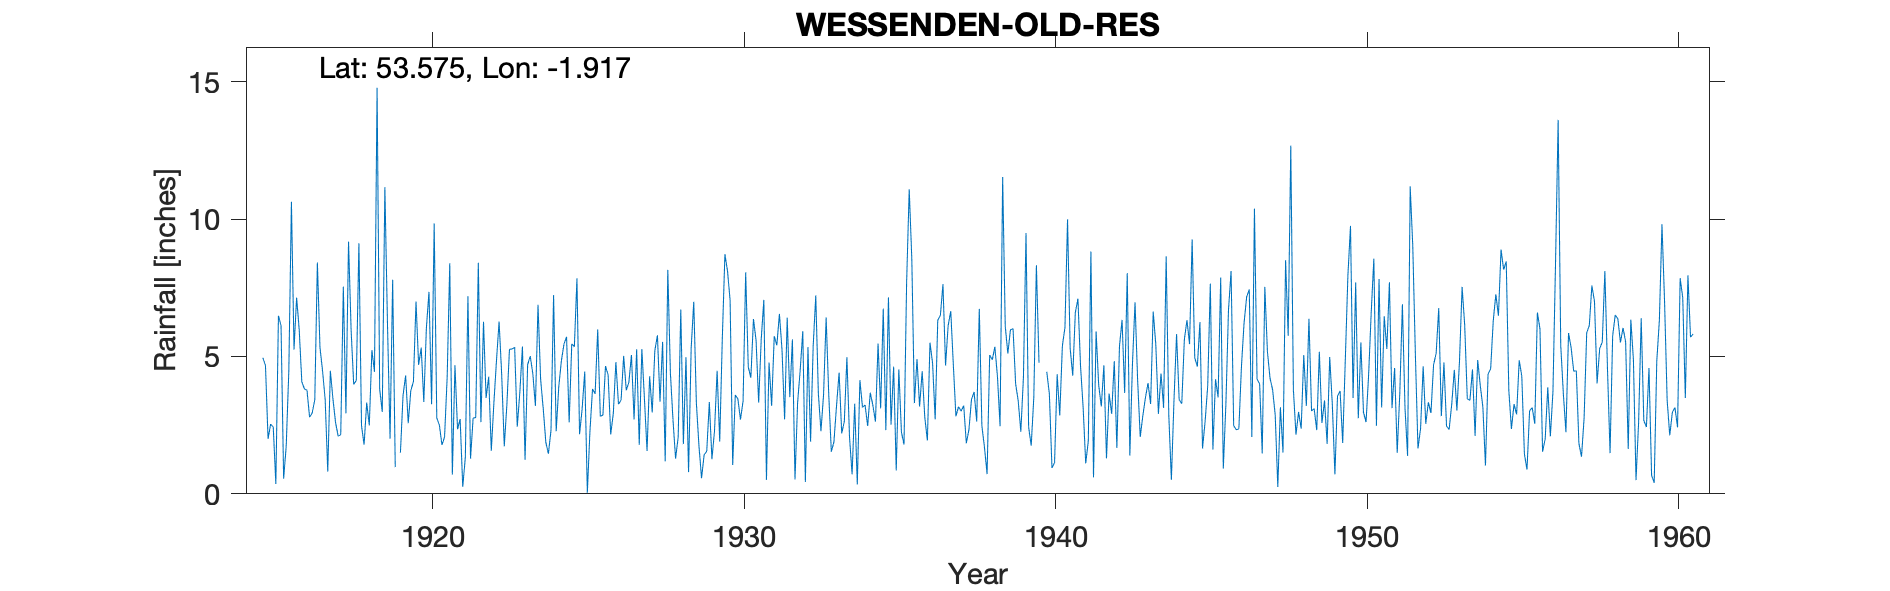 WESSENDEN-OLD-RES
Lat: 53.575, Lon: -1.917
15
10
5
0
Rainfall [inches]
1920 1930 1940 1950 1960
Year